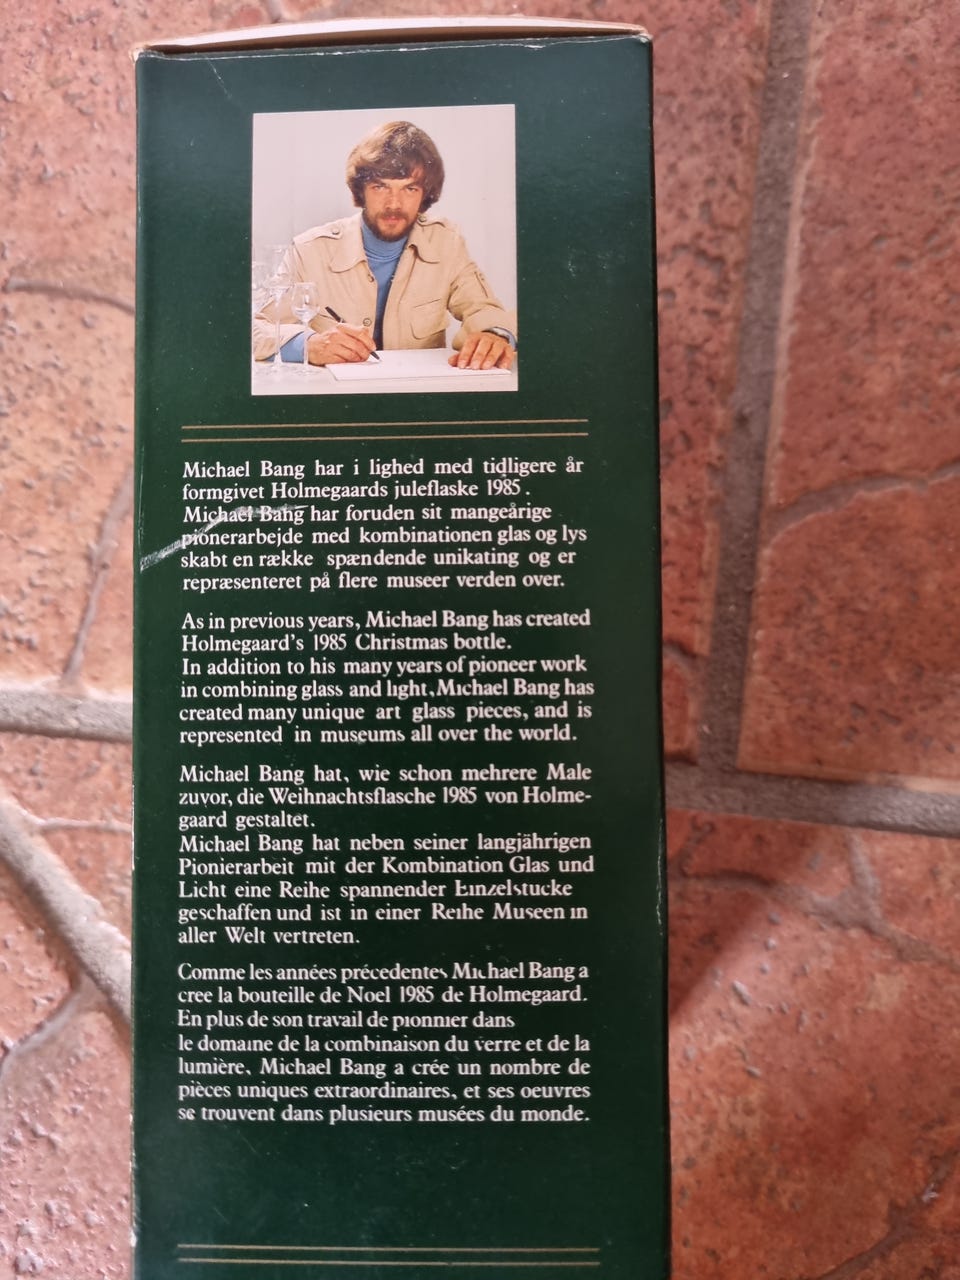 Michael Bang har i lighed med tidligere år
formgivet Holmegaards juleflaske 1985.
Michael Bang har foruden sit mangeårige
pionerarbejde med kombinationen glas og lys
skabt en række spændende unikating og er
repræsenteret på flere museer verden over.
As in previous years, Michael Bang has created
Holmegaard's 1985 Christmas bottle.
In addition to his many years of pioneer work
in combining glass and light, Michael Bang has
created many unique art glass pieces, and is
represented in museums all over the world.
Michael Bang hat, wie schon mehrere Male
zuvor, die Weihnachtsflasche 1985 von Holme-
gaard gestaltet.
Michael Bang hat neben seiner langjährigen
Pionierarbeit mit der Kombination Glas und
Licht eine Reihe spannender Einzelstucke
geschaffen und ist in einer Reihe Museen in
aller Welt vertreten.
Comme les années précedentes Michael Bang a
cree la bouteille de Noel 1985 de Holmegaard.
En plus de son travail de pionnier dans
le domaine de la combinaison du verre et de la
lumière, Michael Bang a crée un nombre de
pièces uniques extraordinaires, et ses oeuvres
se trouvent dans plusieurs musées du monde.